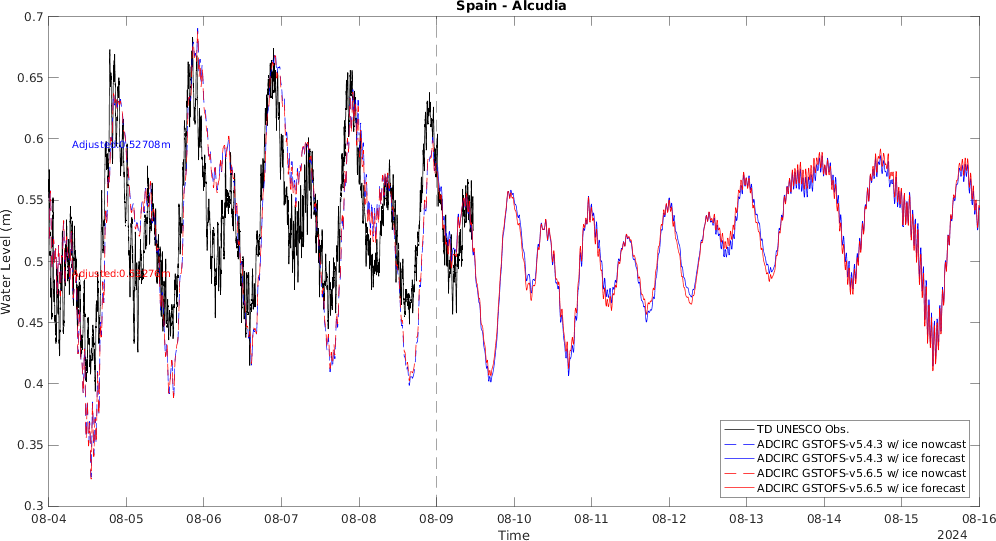 Spain - Alcudia
0.7
0.65
0.6
0.55
0.5
0.45
0.4
0.35
0.3
Water Level (m)
Adjusted:0.52708m
TD UNESCO Obs.
ADCIRC GSTOFS-v5.4.3 w/ ice nowcast
ADCIRC GSTOFS-v5.4.3 w/ ice forecast
ADCIRC GSTOFS-v5.6.5 w/ ice nowcast
ADCIRC GSTOFS-v5.6.5 w/ ice forecast
08-04 08-05 08-06 08-07 08-08 08-09 08-10 08-11 08-12 08-13 08-14 08-15 08-16
Time
2024